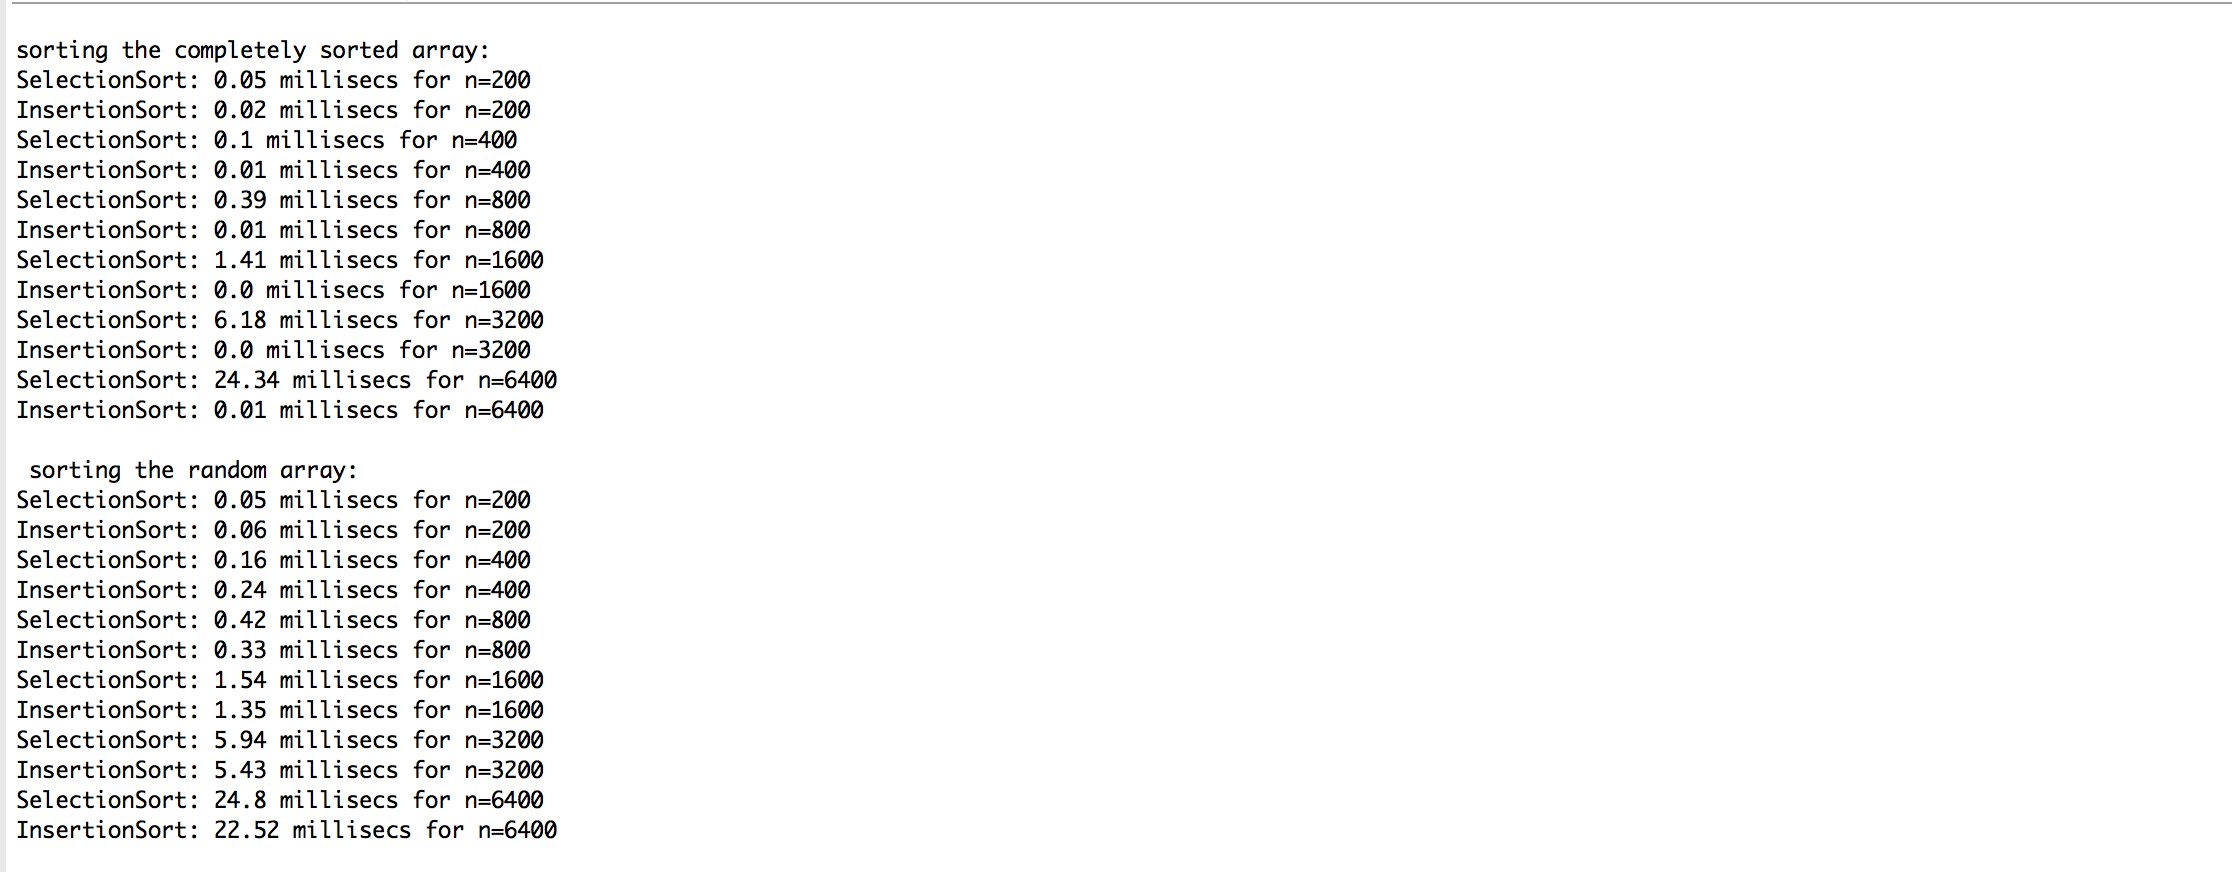 sorting the completely sorted array:
SelectionSort: 0.05 millisecs for n=200
InsertionSort: 0.02 millisecs for n=200
SelectionSort: 0.1 millisecs for n=400
InsertionSort: 0.01 millisecs for n=400
SelectionSort: 0.39 millisecs for n=800
InsertionSort: 0.01 millisecs for n=800
SelectionSort: 1.41 millisecs for n=1600
InsertionSort: 0.0 millisecs for n=1600
SelectionSort: 6.18 millisecs for n=3200
InsertionSort: 0.0 millisecs for n=3200
SelectionSort: 24.34 millisecs for n=6400
InsertionSort: 0.01 millisecs for n=6400

 sorting the random array:
SelectionSort: 0.05 millisecs for n=200
InsertionSort: 0.06 millisecs for n=200
SelectionSort: 0.16 millisecs for n=400
InsertionSort: 0.24 millisecs for n=400
SelectionSort: 0.42 millisecs for n=800
InsertionSort: 0.33 millisecs for n=800
SelectionSort: 1.54 millisecs for n=1600
InsertionSort: 1.35 millisecs for n=1600
SelectionSort: 5.94 millisecs for n=3200
InsertionSort: 5.43 millisecs for n=3200
SelectionSort: 24.8 millisecs for n=6400
InsertionSort: 22.52 millisecs for n=6400